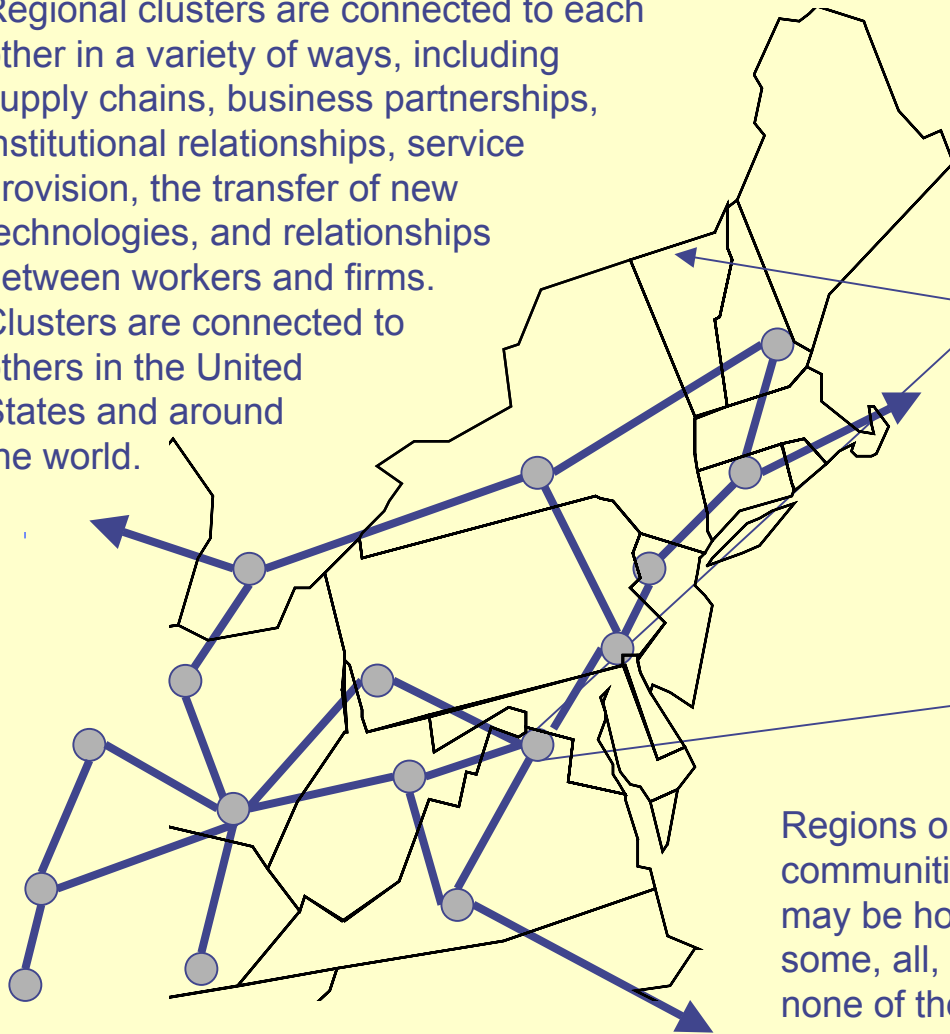 Regional clusters are connected to each
ther in a variety of ways, including
upply chains, business partnerships,
nstitutional relationships, service
rovision, the transfer of new
echnologies, and relationships
etween workers and firms.
Clusters are connected to
thers in the United
States and around
he world.
Regions o
communiti
may be ho
some, all,
none of the